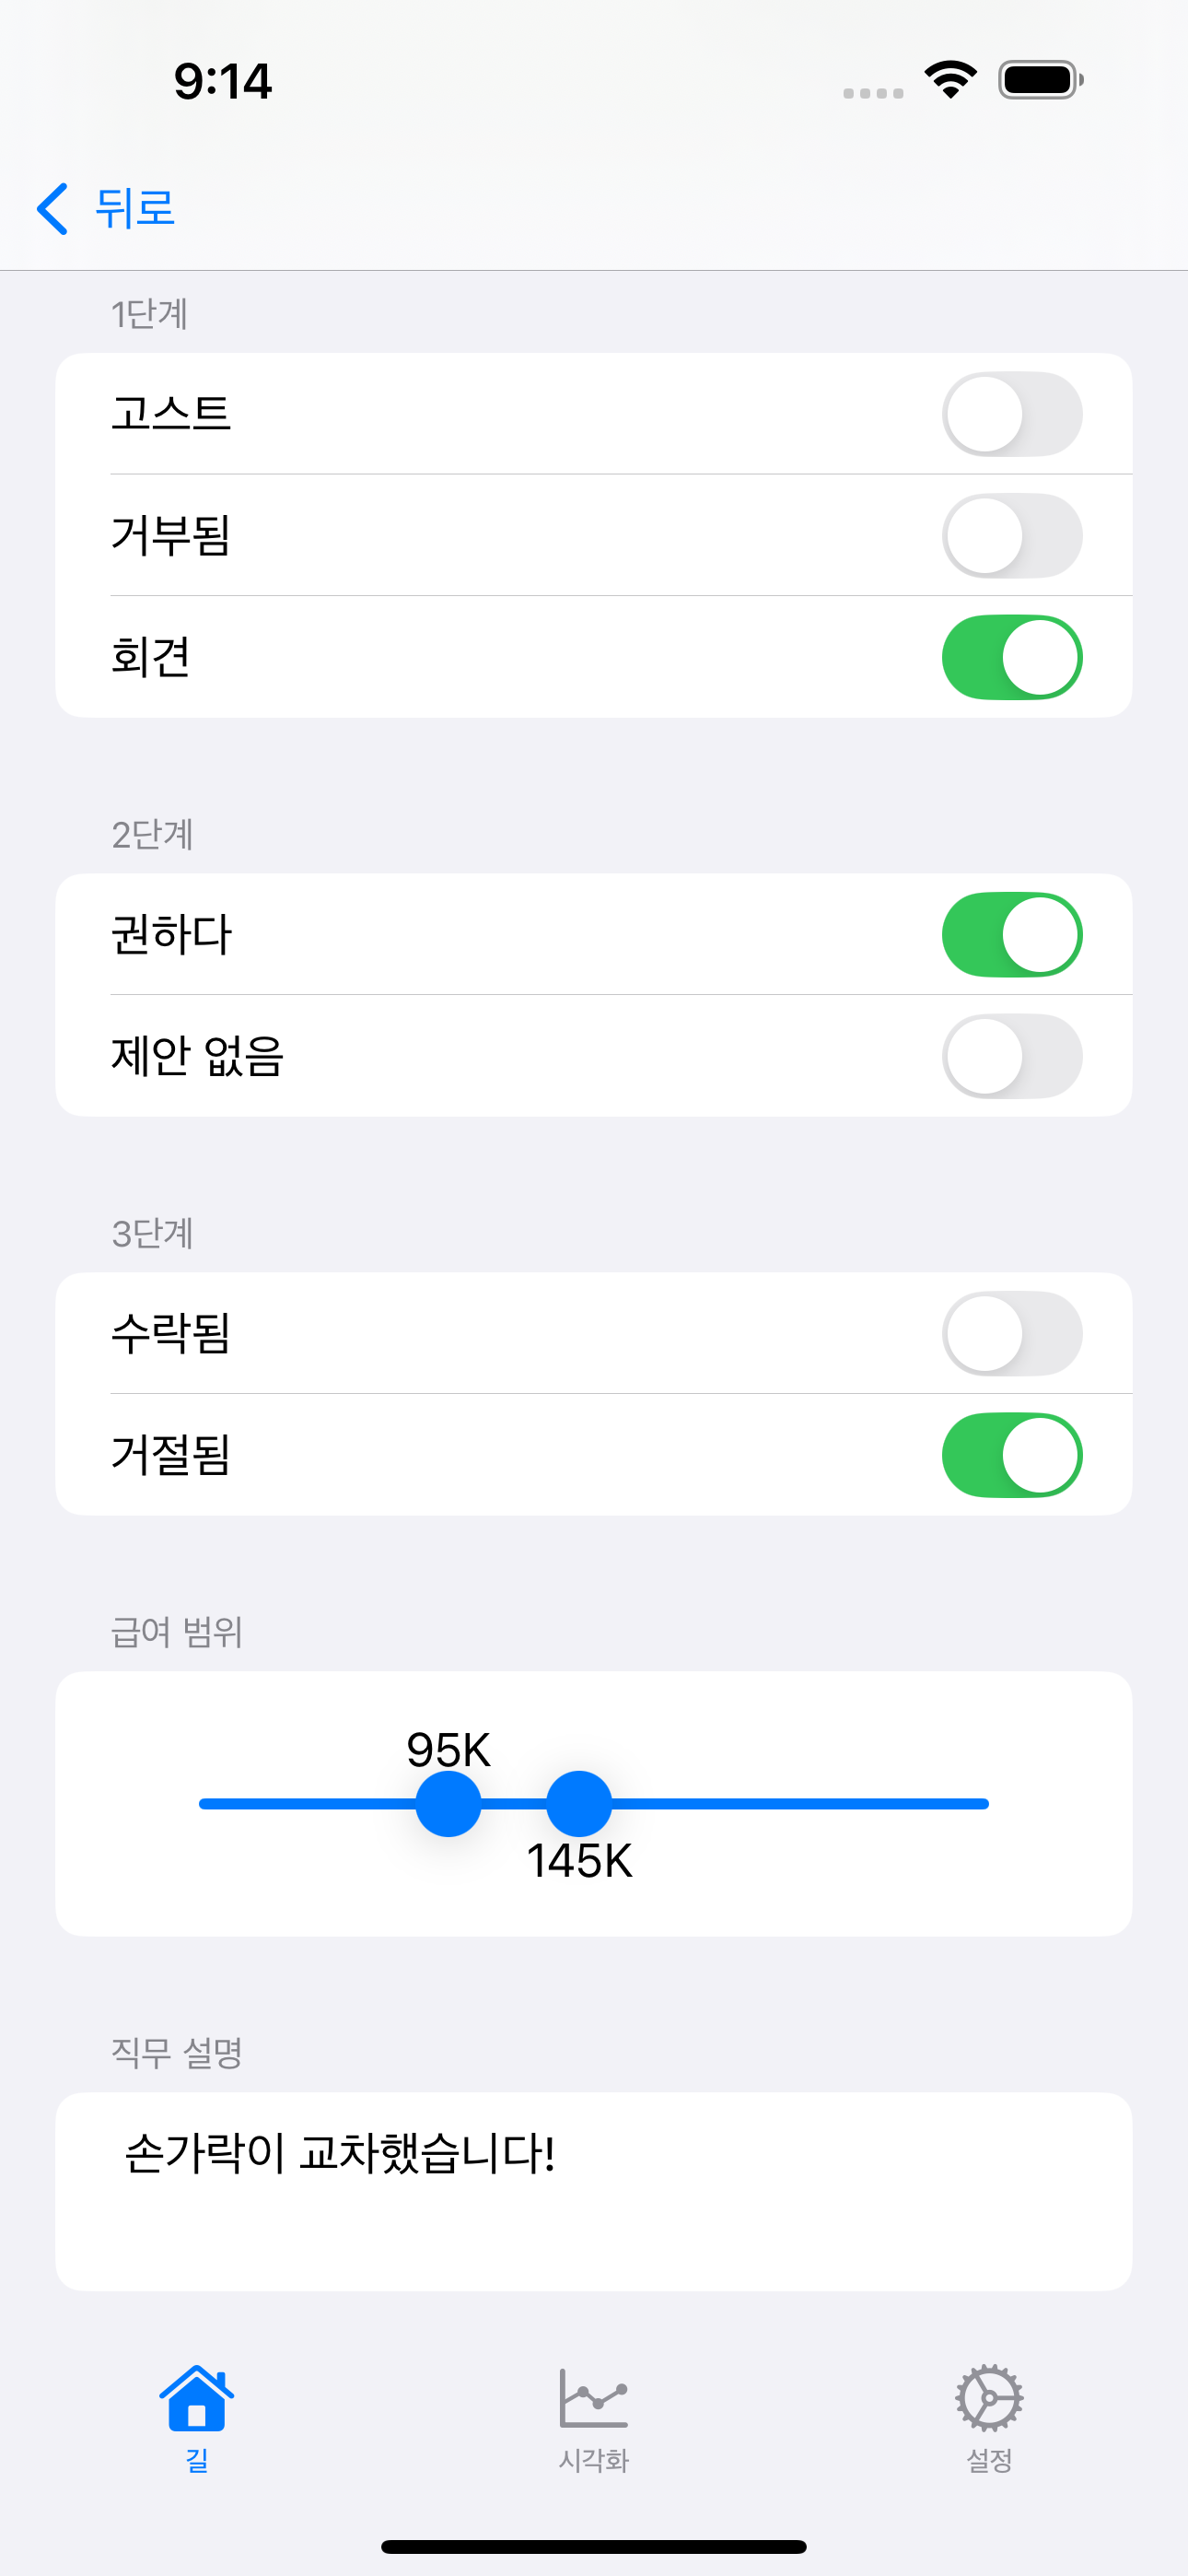 9:14
뒤로
1단계
고스트
거부됨
회견
2단계
권하다
제안 없음
3단계
수락됨
거절됨
급여 범위
95K
145K
직무 설명
손가락이 교차했습니다!
길
시각화
설정